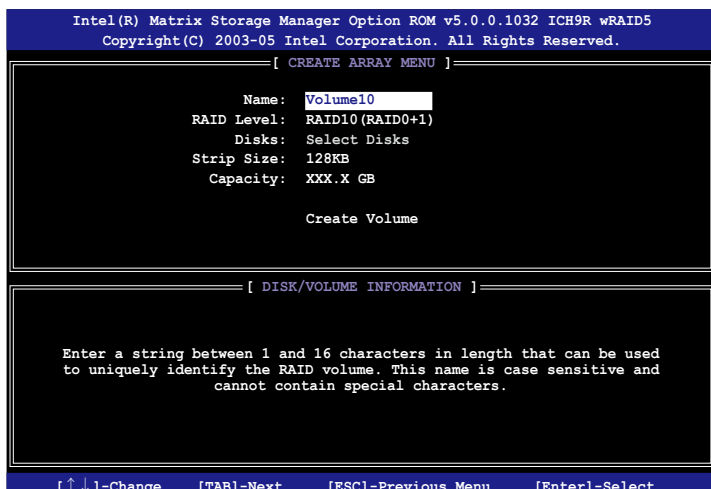 Intel(R) Matrix Storage Manager Option ROM v5.0.0.1032 ICH9R wRAID5
Copyright(C) 2003-05 Intel Corporation. All Rights Reserved.
[ CREATE ARRAY MENU ]
Name: Volume10
RAID Level: RAID10(RAID0+1)
Disks: Select Disks
Strip Size: 128KB
Capacity: XXX.X GB
Create Volume
[ DISK/VOLUME INFORMATION ]
Enter a string between 1 and 16 characters in length that can be used
to uniquely identify the RAID volume. This name is case sensitive and
cannot contain special characters.
[↑↓]-Change [TAB]-Next [ESC]-Previous Menu [Enter]-Select